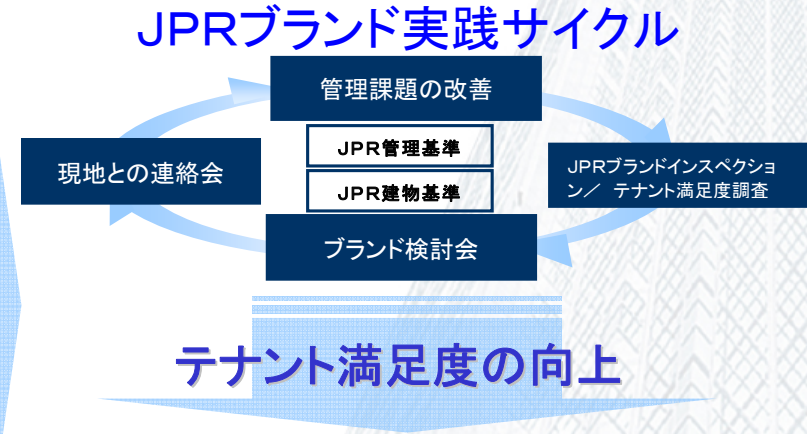 JPRブランド実践サイクル
管理課題の改善
JPR管理基準
JPR建物基準
現地との連絡会
JPRブランドインスペクショ
ン／ テナント満足度調査
ブランド検討会
テナント満足度の向上